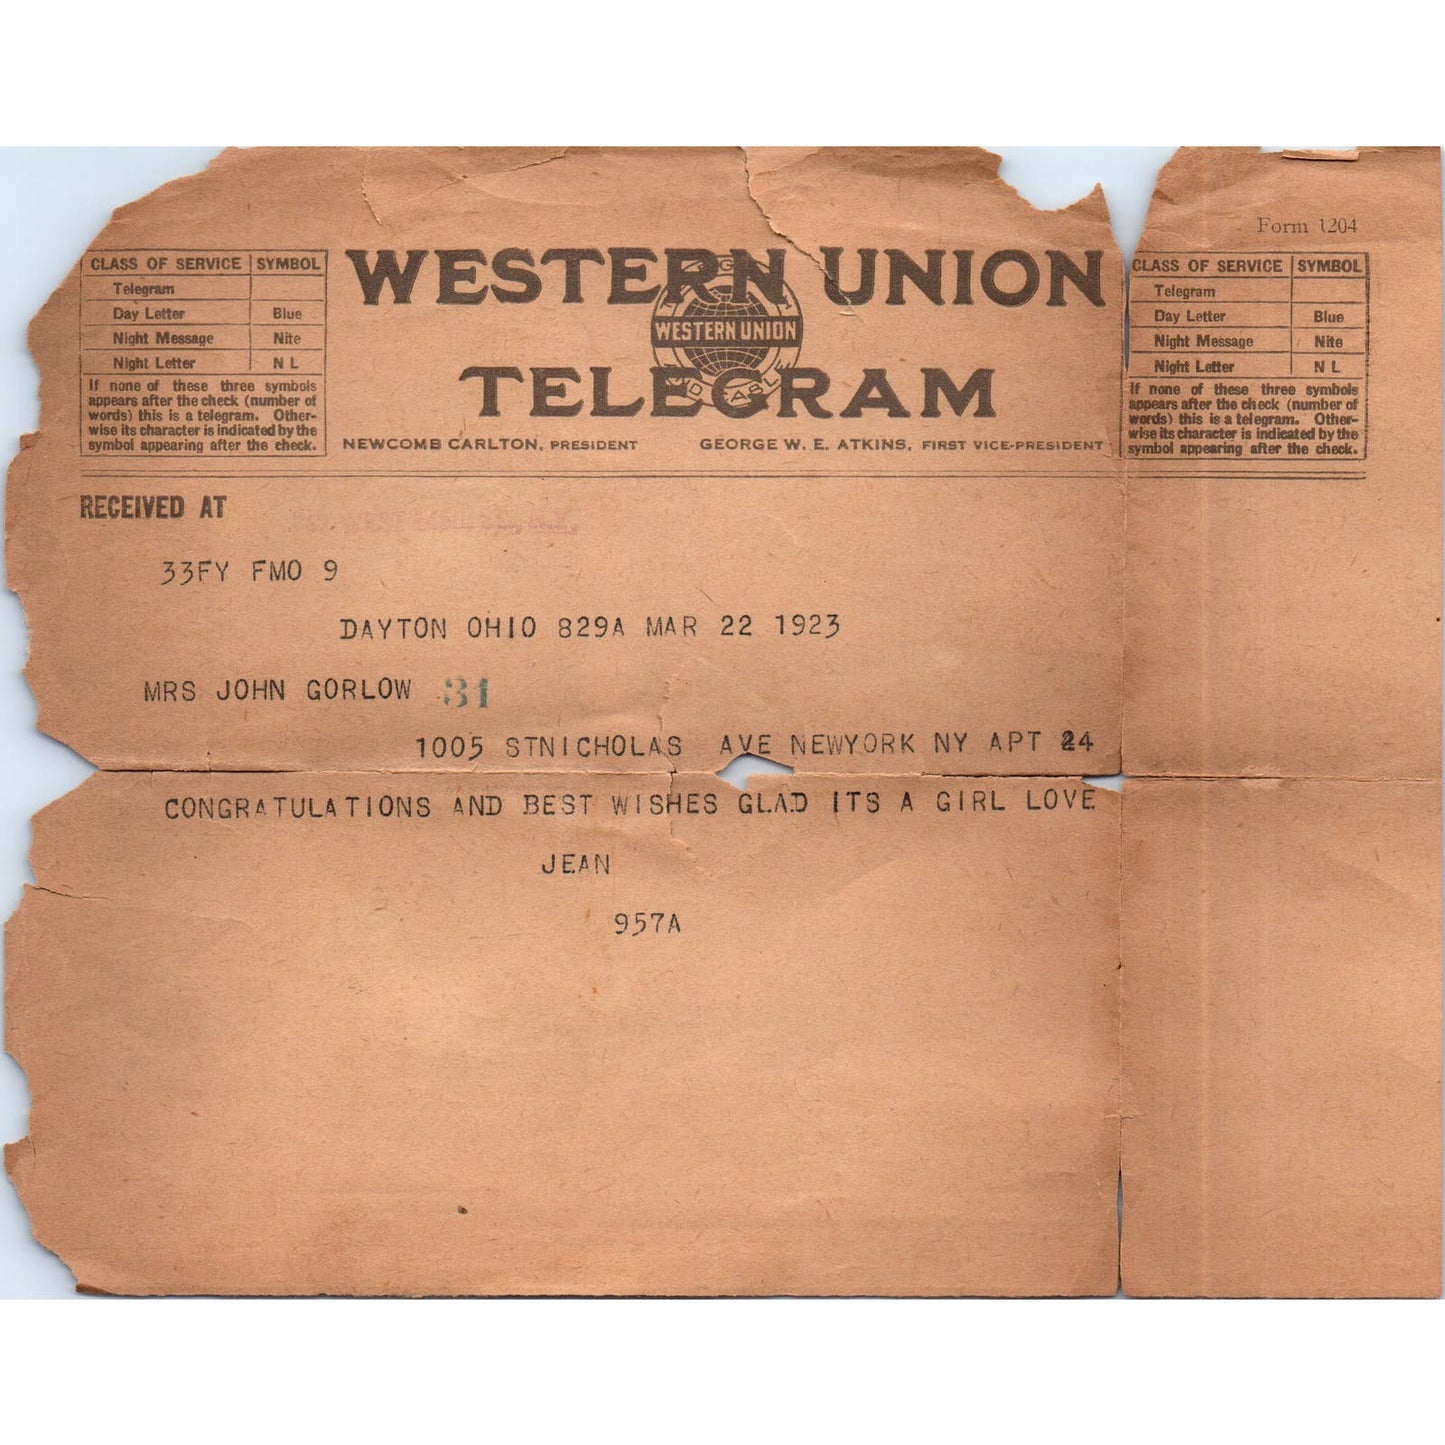 Form 1204
CLASS OF SERVICE SYMBOL
Telegram
Day Letter Blue
Night Message Nite
Night Letter N L
If none of these three symbols
appears after the check (number of
words) this is a telegram. Other-
wise its character is indicated by the
symbol appearing after the check.
WESTERN UNION
WESTERN UNION
TELEGRAM
NEWCOMB CARLTON, PRESIDENT GEORGE W. E. ATKINS, FIRST VICE-PRESIDENT
CLASS OF SERVICE SYMBOL
Telegram
Day Letter Blue
Night Message Nite
Night Letter N L
If none of these three symbols
appears after the check (number of
words) this is a telegram. Other-
wise its character is indicated by the
symbol appearing after the check.
RECEIVED AT
33FY FMO 9
DAYTON OHIO 829A MAR 22 1923
MRS JOHN GORLOW 31
1005 STNICHOLAS AVE NEWYORK NY APT 24
CONGRATULATIONS AND BEST WISHES GLAD ITS A GIRL LOVE
JEAN
957A